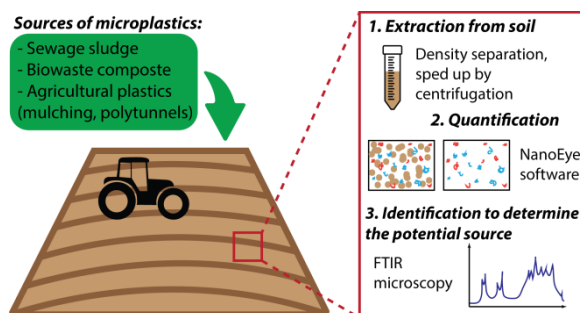 Sources of microplastics:
- Sewage sludge
- Biowaste composte
- Agricultural plastics
(mulching, polytunnels)
1. Extraction from soil
Density separation,
sped up by
centrifugation
2. Quantification
NanoEye
software
3. Identification to determine
the potential source
FTIR
microscopy